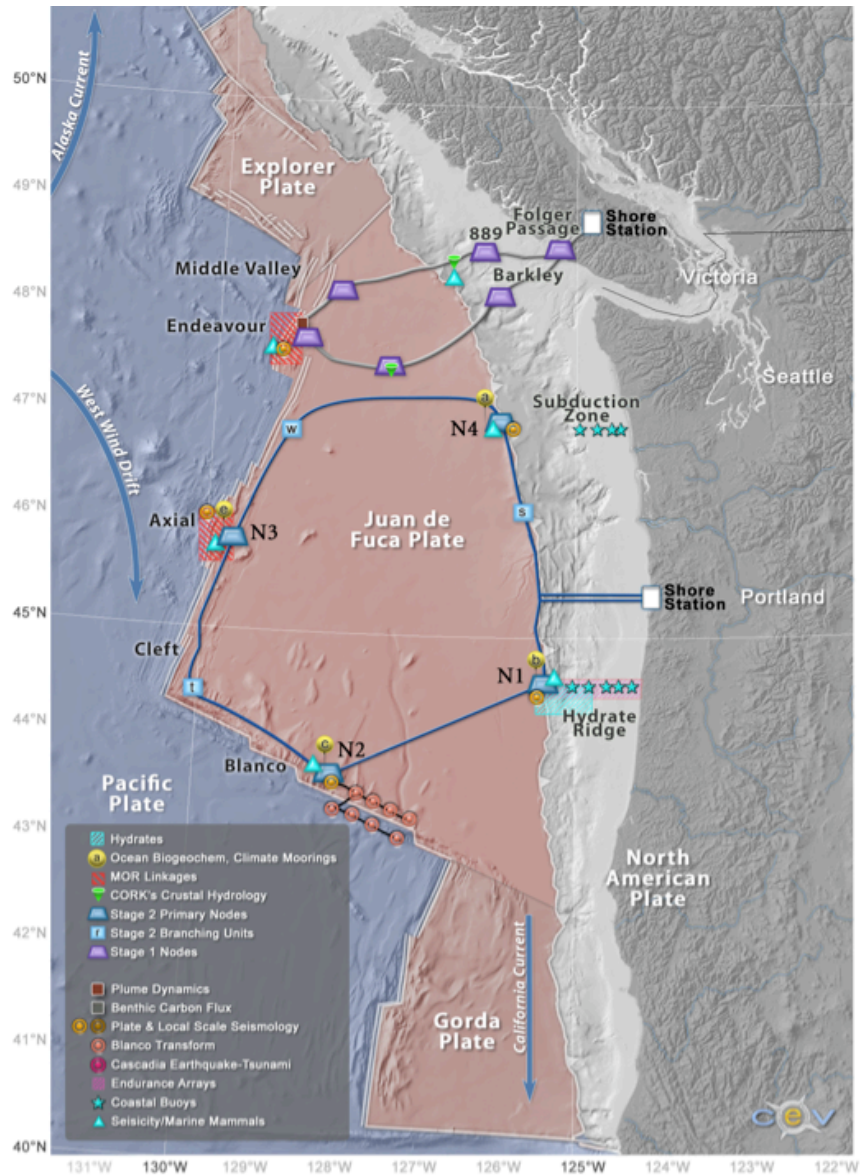 50°N
49°N
48°N
47°N
46°N
45°N
44°N
43°N
42°N
41°N
40°N
Alaska Current
Explorer
Plate
Folger
Passage
889
Shore
Station
Middle Valley
Barkley
Victoria
Endeavour
Seattle
West Wind Drift
a
Subduction
Zone
w
N4
s
Axial
e
N3
Juan de
Fuca Plate
Shore
Station
Portland
Cleft
b
N1
t
Hydrate
Ridge
c
N2
Blanco
Pacific
Plate
North
American
Plate
California Current
Gorda
Plate
Hydrates
a Ocean Biogeochem, Climate Moorings
MOR Linkages
CORK's Crustal Hydrology
Stage 2 Primary Nodes
Stage 2 Branching Units
Stage 1 Nodes
Plume Dynamics
Benthic Carbon Flux
Plate & Local Scale Seismology
Blanco Transform
Cascadia Earthquake-Tsunami
Endurance Arrays
Coastal Buoys
Seisicity/Marine Mammals
cev
131°W
130°W
129°W
128°W
127°W
126°W
125°W
124°W
123°W
122°W